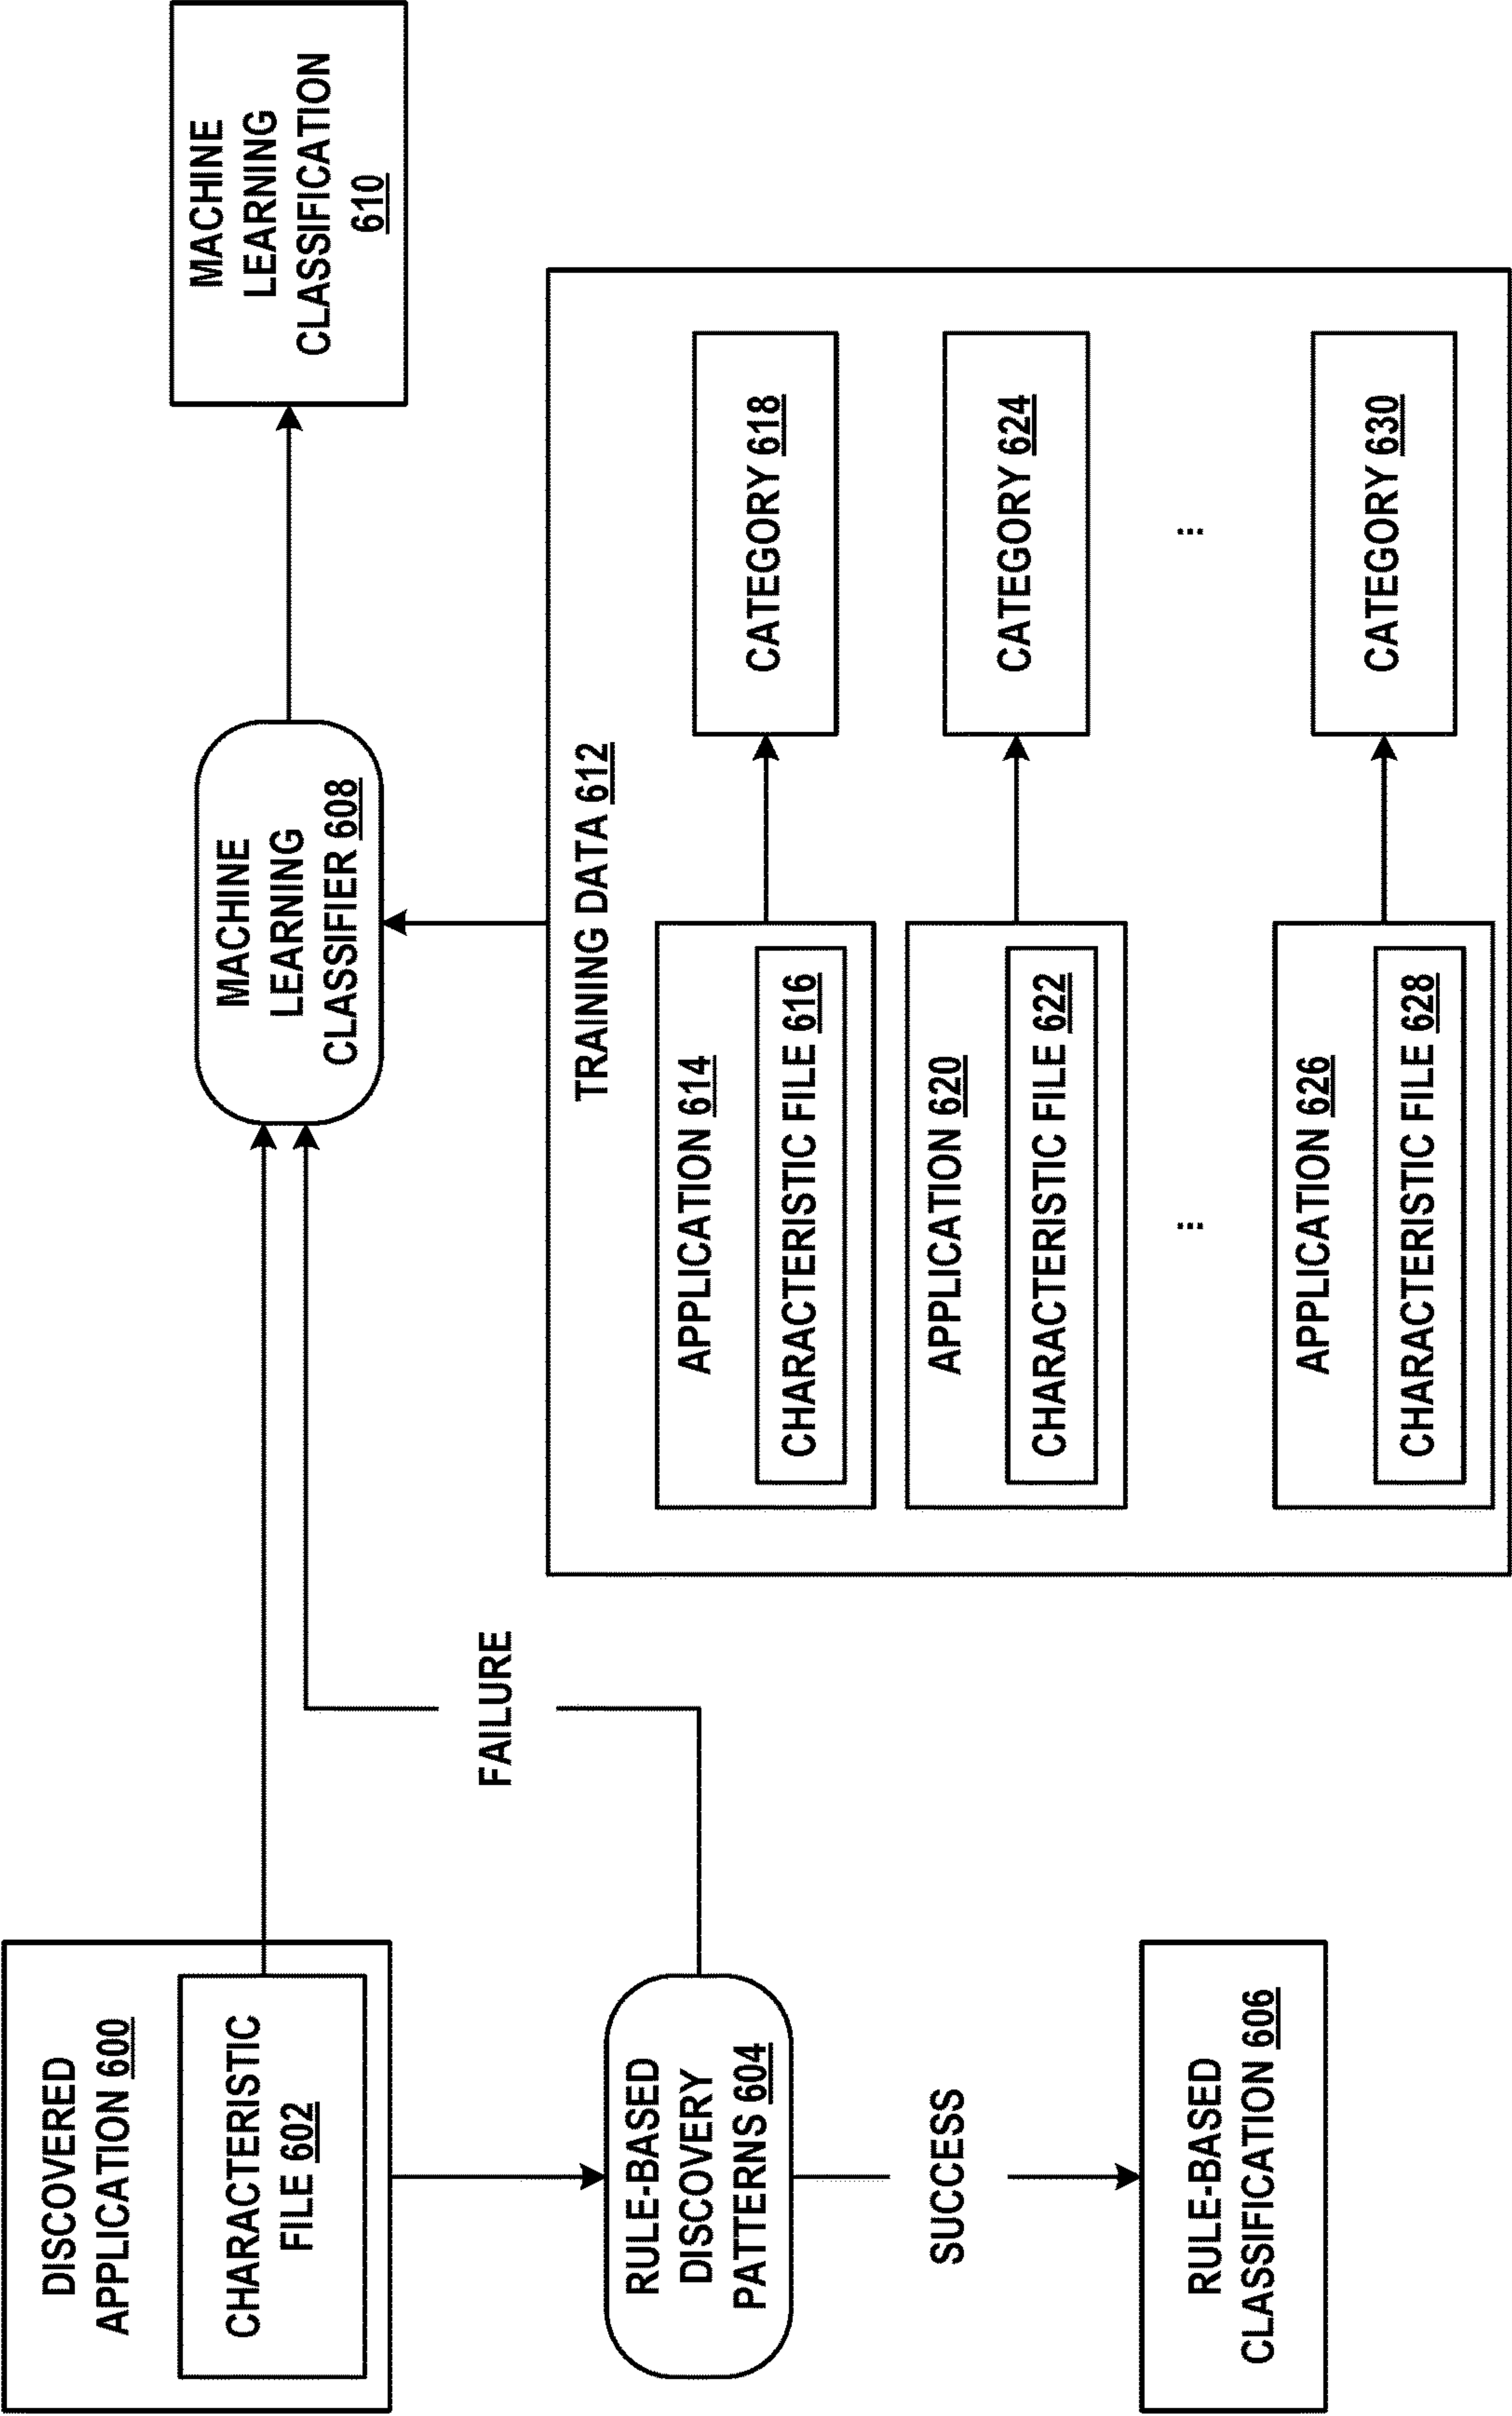 DISCOVERED
APPLICATION 600
CHARACTERISTIC
FILE 602
RULE-BASED
DISCOVERY
PATTERNS 604
SUCCESS
RULE-BASED
CLASSIFICATION 606
FAILURE
MACHINE
LEARNING
CLASSIFIER 608
MACHINE
LEARNING
CLASSIFICATION
610
TRAINING DATA 612
APPLICATION 614
CHARACTERISTIC FILE 616
CATEGORY 618
APPLICATION 620
CHARACTERISTIC FILE 622
CATEGORY 624
...
...
APPLICATION 626
CHARACTERISTIC FILE 628
CATEGORY 630